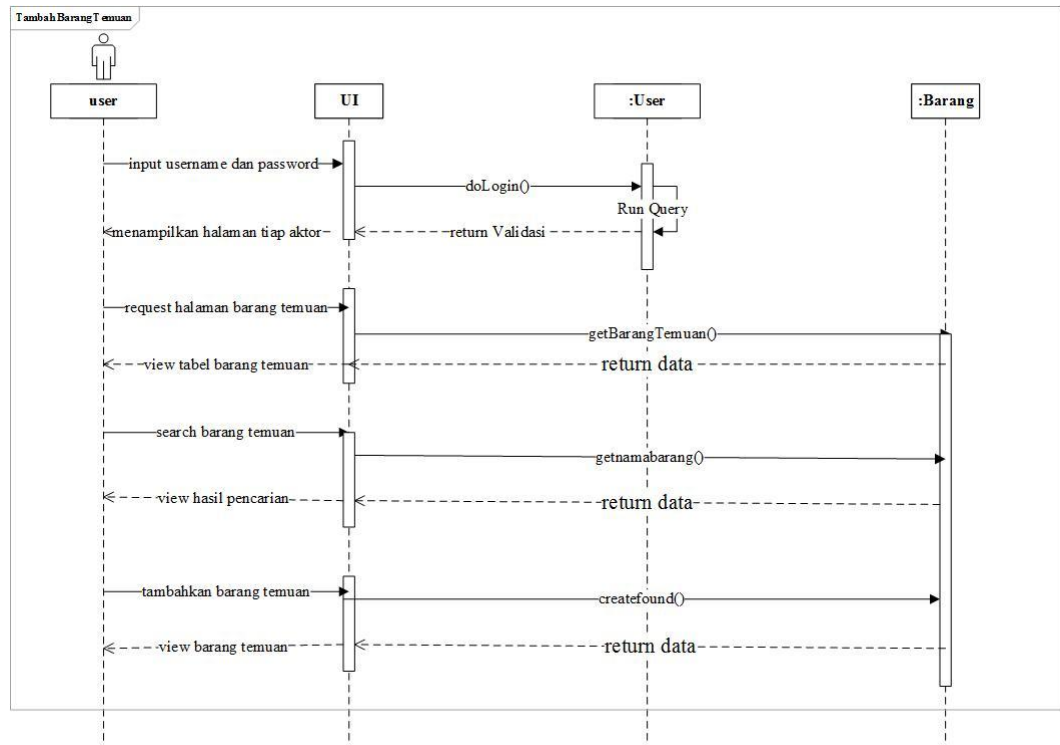 Tambah Barang Temuan
user
UI
:User
:Barang
input username dan password
doLogin()
Run Query
menampilkan halaman tiap aktor
return Validasi
request halaman barang temuan
getBarangTemuan()
view tabel barang temuan
return data
search barang temuan
getnamabarang()
view hasil pencarian
return data
tambahkan barang temuan
createfound()
view barang temuan
return data